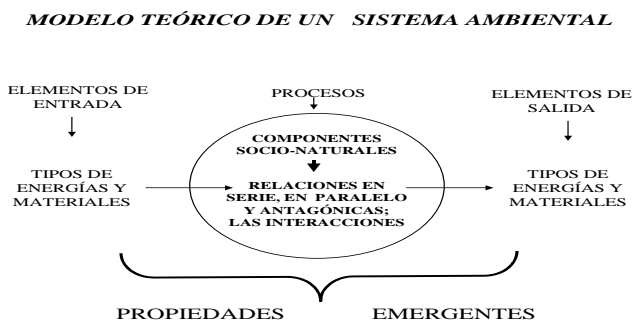 MODELO TEÓRICO DE UN SISTEMA AMBIENTAL
ELEMENTOS DE
ENTRADA
TIPOS DE
ENERGÍAS Y
MATERIALES
PROCESOS
COMPONENTES
SOCIO-NATURALES
RELACIONES EN
SERIE, EN PARALELO
Y ANTAGÓNICAS;
LAS INTERACCIONES
ELEMENTOS DE
SALIDA
TIPOS DE
ENERGÍAS Y
MATERIALES
PROPIEDADES EMERGENTES